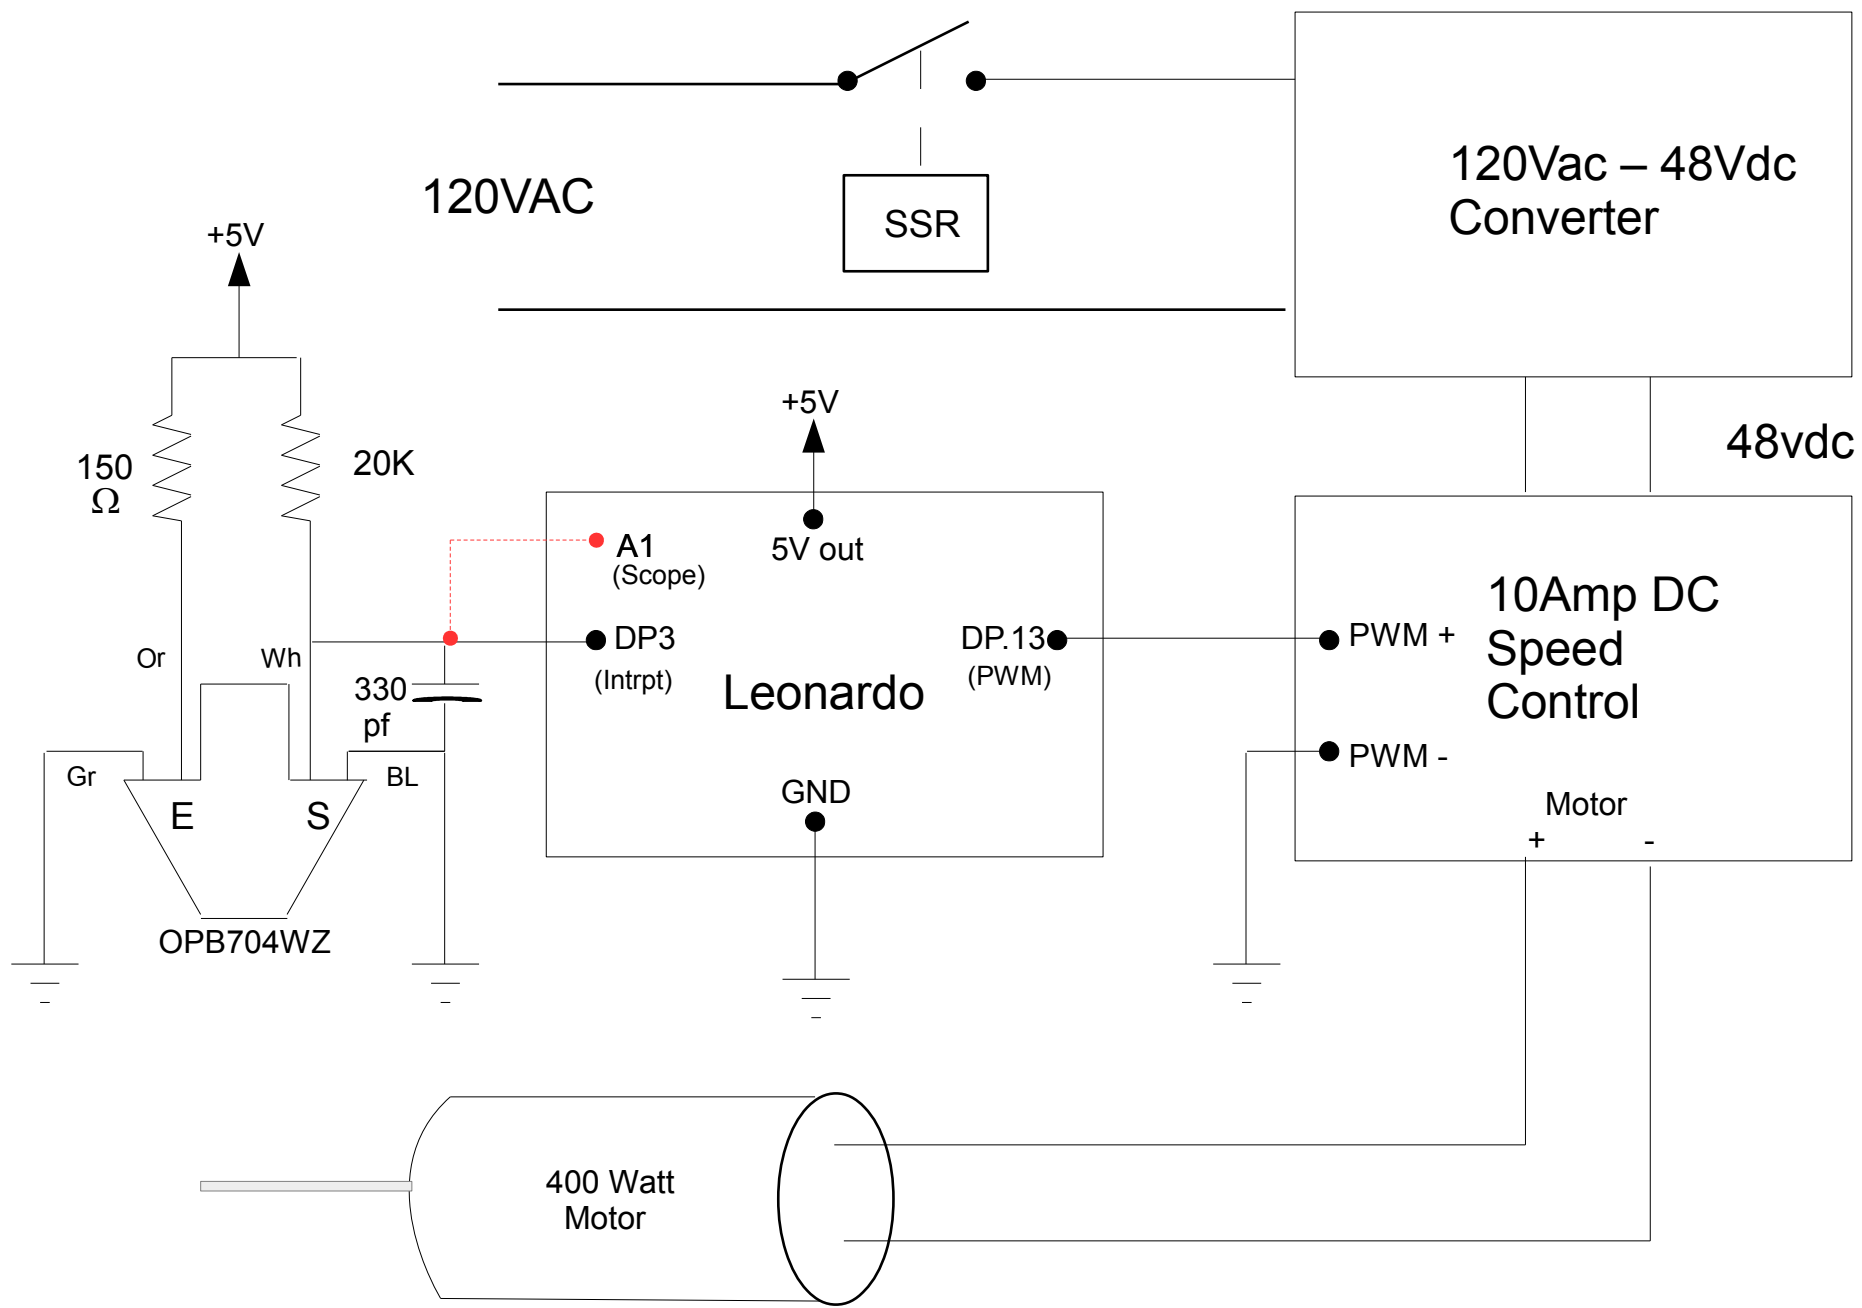 120Vac – 48Vdc
Converter
120VAC
SSR
+5V
+5V
48vdc
150
Ω
20K
A1
(Scope)
5V out
10Amp DC
Speed
Control
DP3
(Intrpt)
DP.13
(PWM)
PWM +
Or
Wh
330
pf
Leonardo
PWM -
Gr
BL
GND
Motor
+
-
E
S
OPB704WZ
400 Watt
Motor